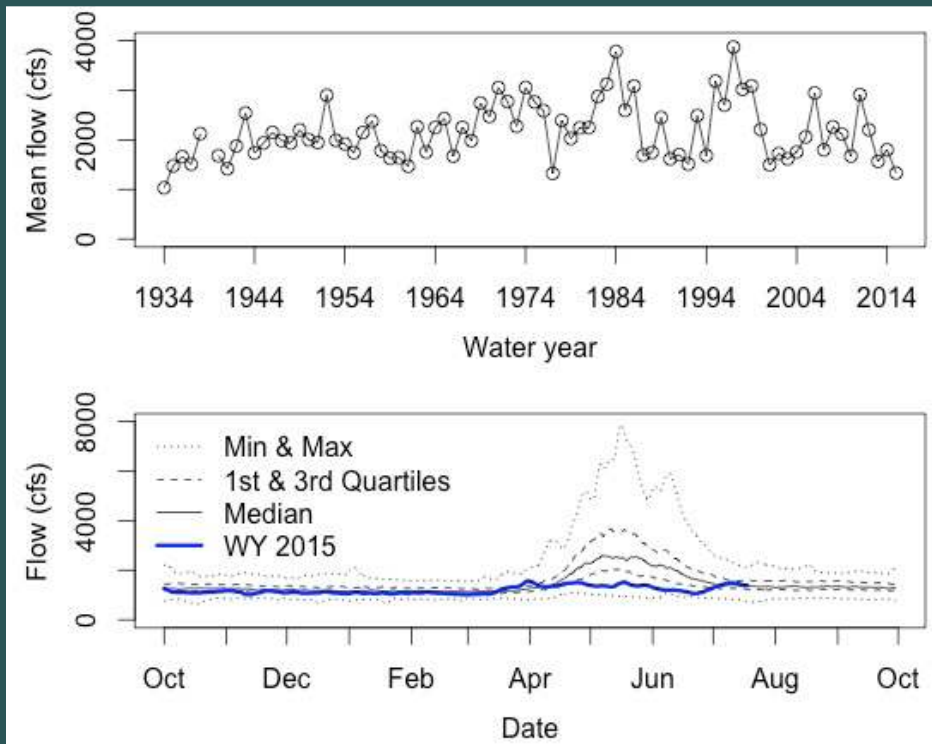 Mean flow (cfs)
4000
2000
0
1934 1944 1954 1964 1974 1984 1994 2004 2014
Water year
Flow (cfs)
8000
4000
0
Min & Max
1st & 3rd Quartiles
Median
WY 2015
Oct Dec Feb Apr Jun Aug Oct
Date